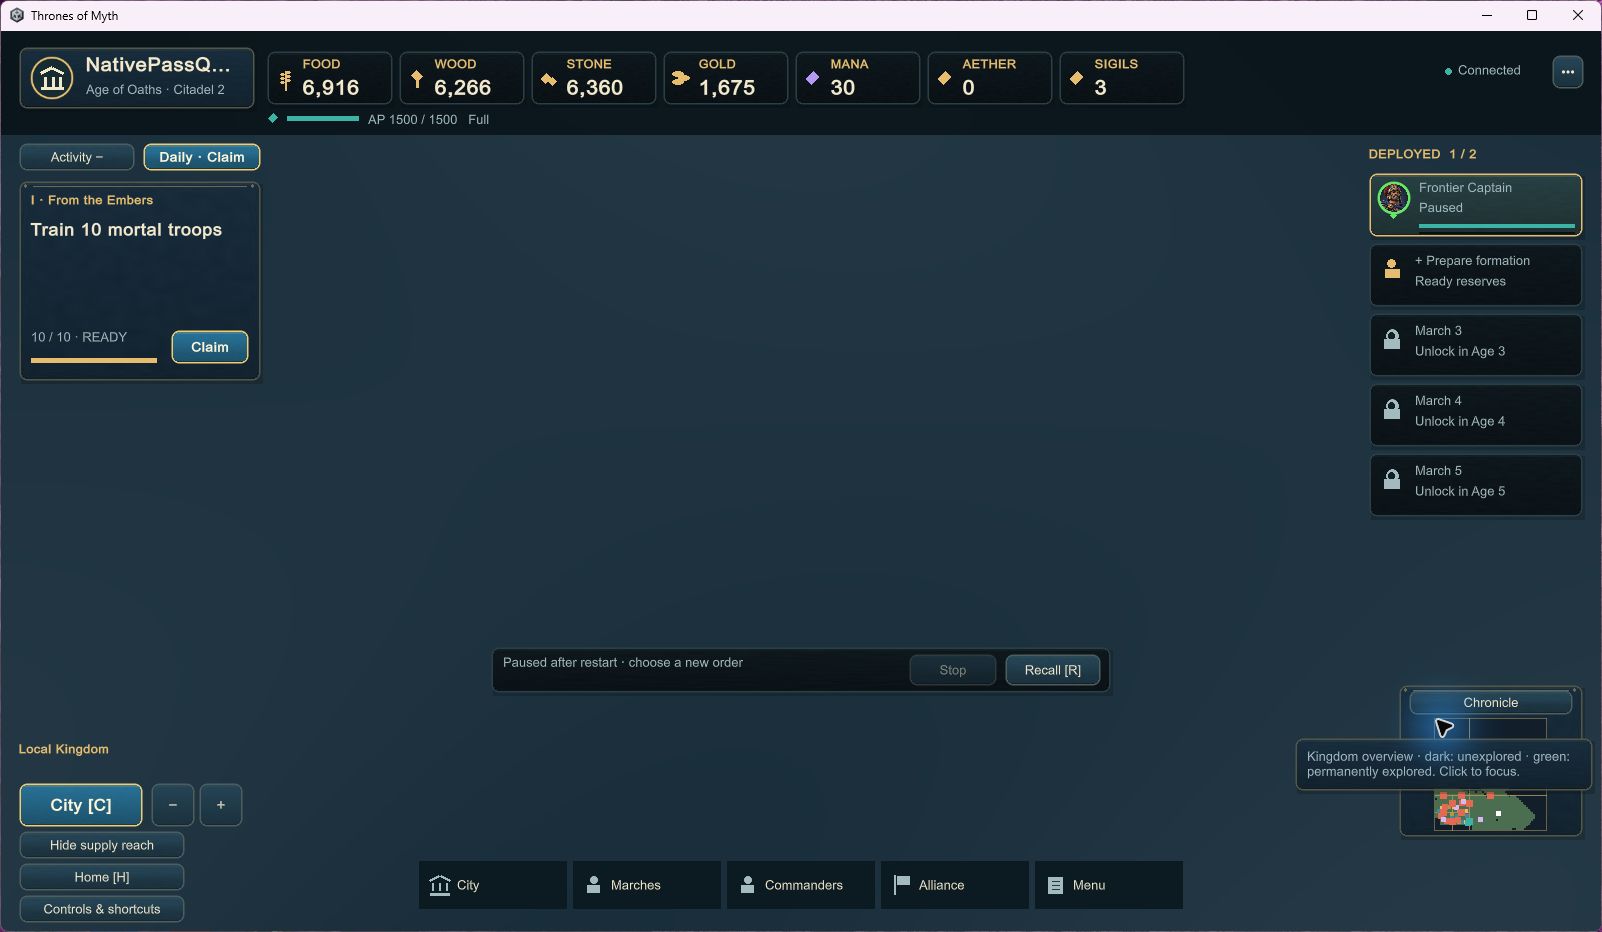 Thrones of Myth
NativePassQ...
Age of Oaths · Citadel 2
FOOD
6,916
WOOD
6,266
STONE
6,360
GOLD
1,675
MANA
30
AETHER
0
SIGILS
3
Connected
AP 1500 / 1500 Full
Activity –
Daily · Claim
I · From the Embers
Train 10 mortal troops
10 / 10 · READY
Claim
DEPLOYED 1 / 2
Frontier Captain
Paused
+ Prepare formation
Ready reserves
March 3
Unlock in Age 3
March 4
Unlock in Age 4
March 5
Unlock in Age 5
Paused after restart · choose a new order
Stop
Recall [R]
Chronicle
Kingdom overview · dark: unexplored · green:
permanently explored. Click to focus.
Local Kingdom
City [C]
–
+
Hide supply reach
Home [H]
Controls & shortcuts
City
Marches
Commanders
Alliance
Menu